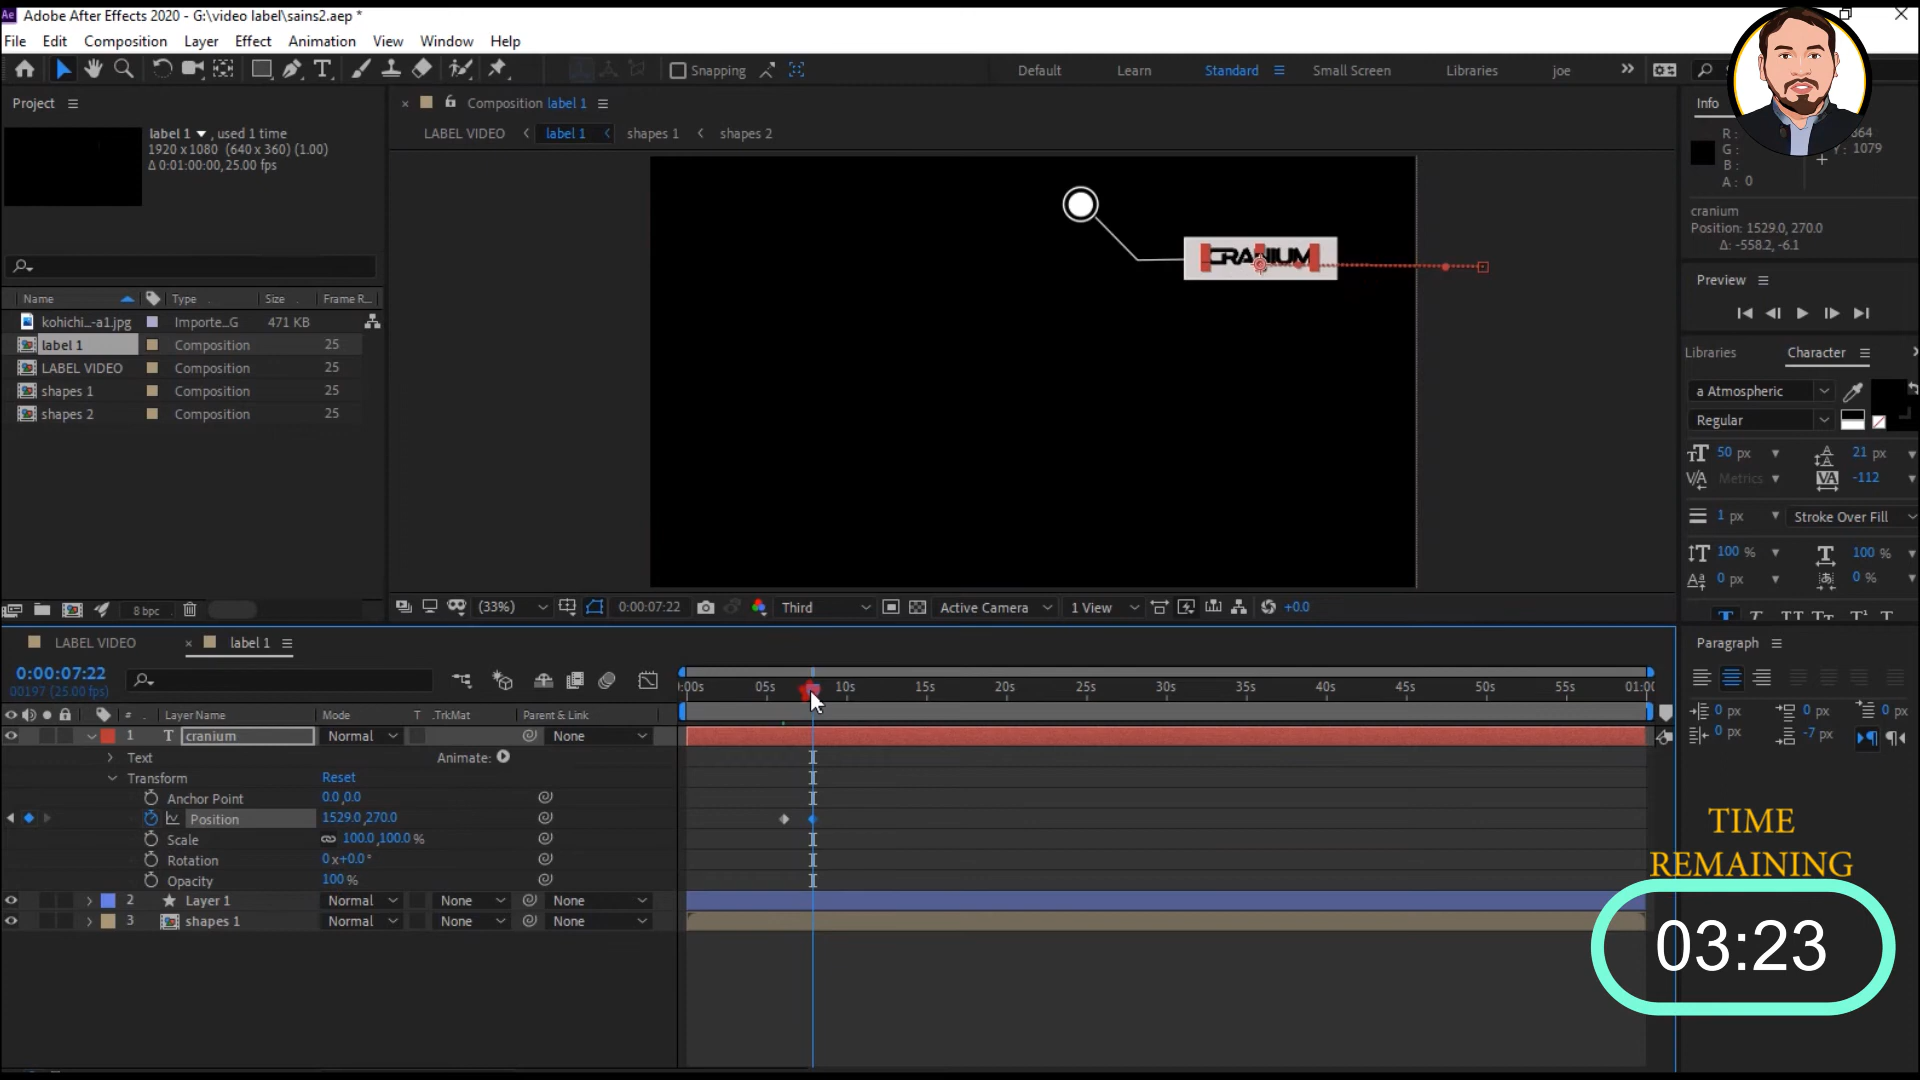 Ae Adobe After Effects 2020 - G:\video label\sains2.aep *
File Edit Composition Layer Effect Animation View Window Help
Snapping Default Learn Standard Small Screen Libraries joe
Project
label 1 , used 1 time
1920 x 1080 (640 x 360) (1.00)
Δ 0:01:00:00, 25.00 fps
Name Type Size Frame R...
kohichi_-a1.jpg Importe_G 471 KB
label 1 Composition 25
LABEL VIDEO Composition 25
shapes 1 Composition 25
shapes 2 Composition 25
8 bpc
Composition label 1
LABEL VIDEO label 1 shapes 1 shapes 2
CRANIUM
(33%) 0:00:07:22 Third Active Camera 1 View +0.0
Info
R :
G :
B :
A : 0
Y : 1079
cranium
Position: 1529.0, 270.0
Δ: -558.2, -6.1
Preview
Libraries Character
a Atmospheric
Regular
50 px 21 px
Metrics -112
1 px Stroke Over Fill
100 % 100 %
0 px 0 %
T T TT Tт T¹ T
Paragraph
0 px 0 px 0 px
0 px -7 px
LABEL VIDEO label 1
0:00:07:22
00197 (25.00 fps)
# Layer Name Mode T .TrkMat Parent & Link
1 T cranium Normal None
Text Animate:
Transform Reset
Anchor Point 0.0,0.0
Position 1529.0,270.0
Scale 100.0,100.0 %
Rotation 0x+0.0°
Opacity 100 %
2 Layer 1 Normal None None
3 shapes 1 Normal None None
:00s 05s 10s 15s 20s 25s 30s 35s 40s 45s 50s 55s 01:00
TIME
REMAINING
03:23